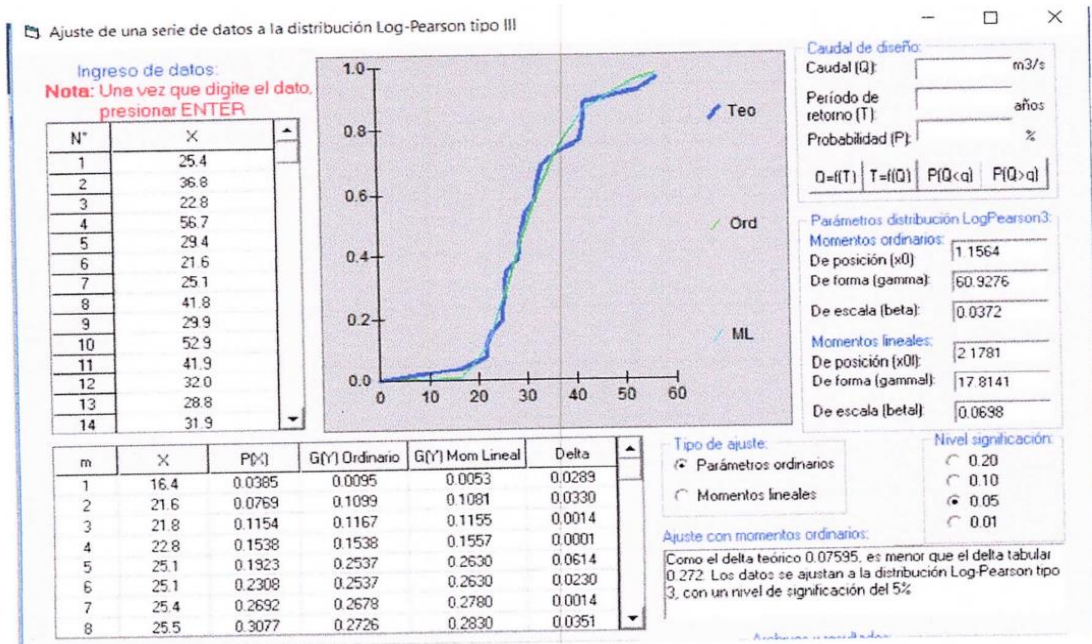 Ajuste de una serie de datos a la distribución Log-Pearson tipo III
Ingreso de datos:
Nota: Una vez que digite el dato,
presionar ENTER
N° X
1 25.4
2 36.8
3 22.8
4 56.7
5 29.4
6 21.6
7 25.1
8 41.8
9 29.9
10 52.9
11 41.9
12 32.0
13 28.8
14 31.9
1.0
0.8
0.6
0.4
0.2
0.0
0 10 20 30 40 50 60
Teo
Ord
ML
Caudal de diseño:
Caudal (Q): m3/s
Período de
retorno (T): años
Probabilidad (P): %
Q=f(T) T=f(Q) P(Q<q) P(Q>q)
Parámetros distribución LogPearson3:
Momentos ordinarios:
De posición (x0) 1.1564
De forma (gamma): 60.9276
De escala (beta): 0.0372
Momentos lineales:
De posición (x0l): 2.1781
De forma (gammal): 17.8141
De escala (betal): 0.0698
m X P(X) G(Y) Ordinario G(Y) Mom Lineal Delta
1 16.4 0.0385 0.0095 0.0053 0.0289
2 21.6 0.0769 0.1099 0.1081 0.0330
3 21.8 0.1154 0.1167 0.1155 0.0014
4 22.8 0.1538 0.1538 0.1557 0.0001
5 25.1 0.1923 0.2537 0.2630 0.0614
6 25.1 0.2308 0.2537 0.2630 0.0230
7 25.4 0.2692 0.2678 0.2780 0.0014
8 25.5 0.3077 0.2726 0.2830 0.0351
Tipo de ajuste:
Parámetros ordinarios
Momentos lineales
Nivel significación:
0.20
0.10
0.05
0.01
Ajuste con momentos ordinarios:
Como el delta teórico 0.07595, es menor que el delta tabular
0.272. Los datos se ajustan a la distribución Log-Pearson tipo
3, con un nivel de significación del 5%